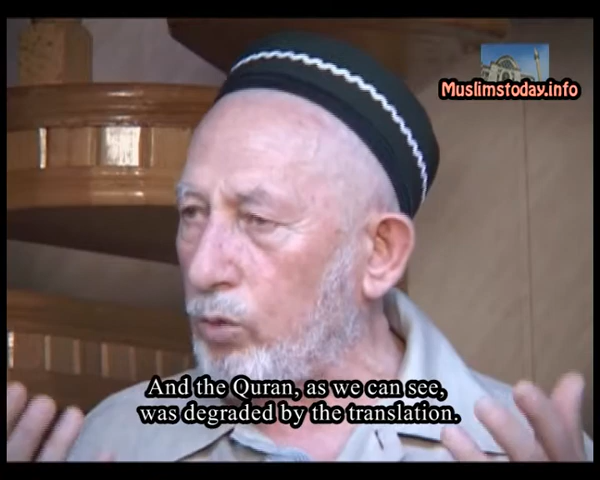 Muslimstoday.info
And the Quran, as we can see,
was degraded by the translation.